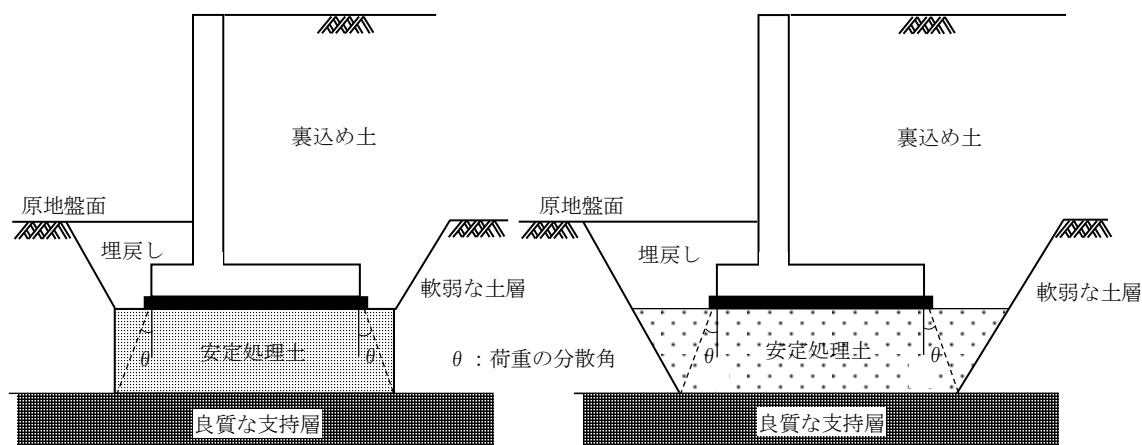 裏込め土
原地盤面
埋戻し
軟弱な土層
安定処理土
θ
θ
θ：荷重の分散角
良質な支持層
裏込め土
原地盤面
埋戻し
軟弱な土層
安定処理土
θ
θ
良質な支持層